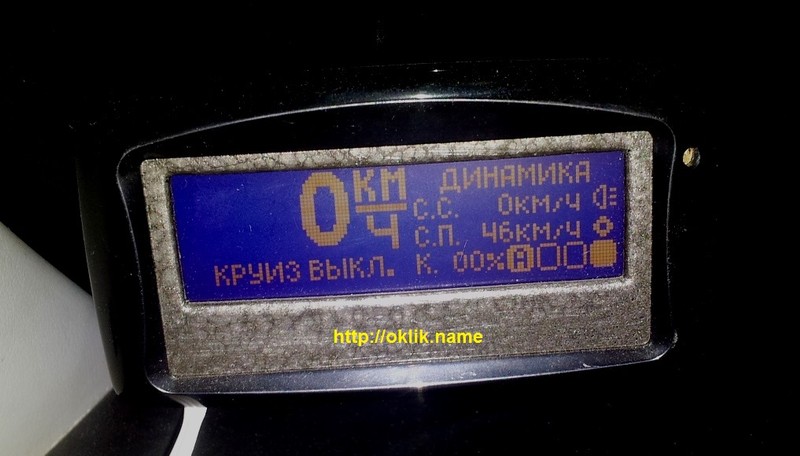 0 км/ч ДИНАМИКА
С.С. 0км/ч
С.П. 46км/ч
КРУИЗ ВЫКЛ. К. 00% А
http://oklik.name